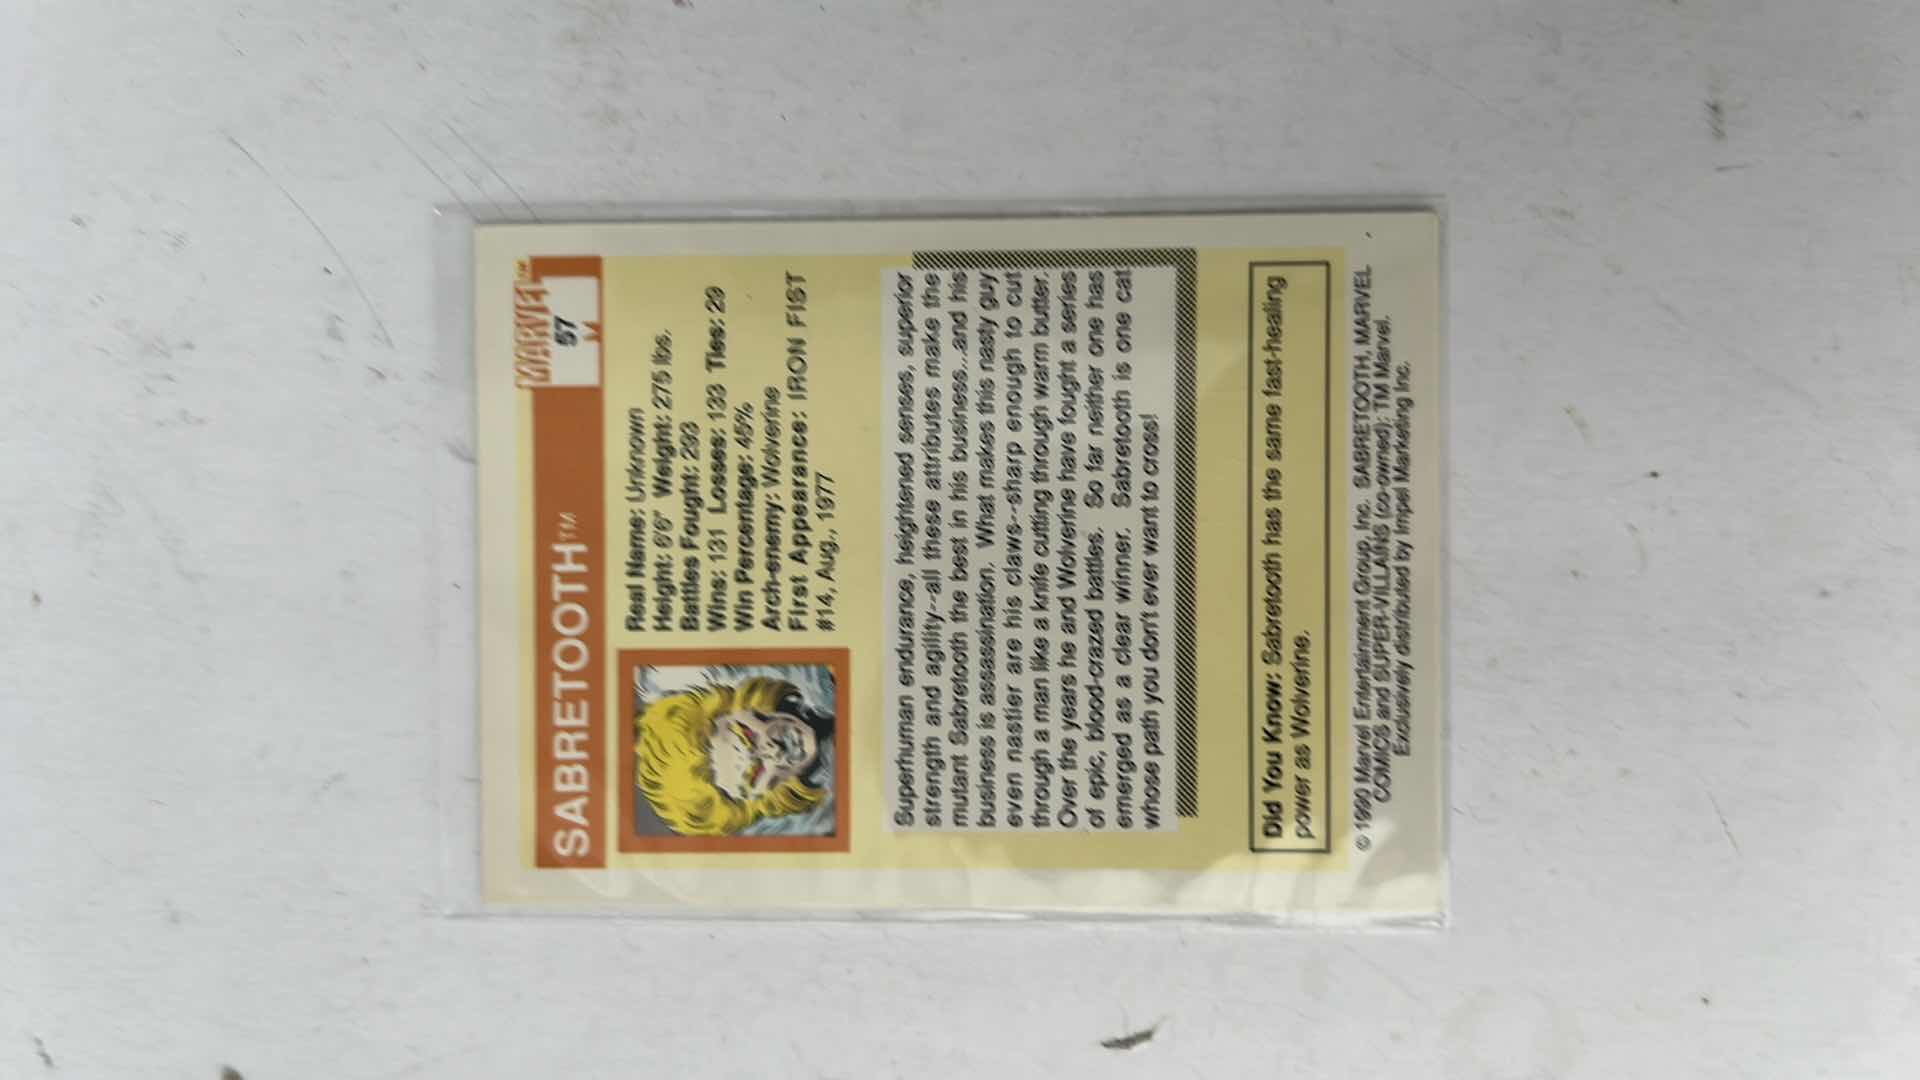 MARVEL™
SABRETOOTH™ 57
Real Name: Unknown
Height: 6'6" Weight: 275 lbs.
Battles Fought: 293
Wins: 131 Losses: 133 Ties: 29
Win Percentage: 45%
Arch-enemy: Wolverine
First Appearance: IRON FIST
#14, Aug., 1977
Superhuman endurance, heightened senses, superior
strength and agility--all these attributes make the
mutant Sabretooth the best in his business...and his
business is assassination. What makes this nasty guy
even nastier are his claws--sharp enough to cut
through a man like a knife cutting through warm butter.
Over the years he and Wolverine have fought a series
of epic, blood-crazed battles. So far neither one has
emerged as a clear winner. Sabretooth is one cat
whose path you don't ever want to cross!
Did You Know: Sabretooth has the same fast-healing
power as Wolverine.
© 1990 Marvel Entertainment Group, Inc. SABRETOOTH, MARVEL
COMICS and SUPER-VILLAINS (co-owned): TM Marvel.
Exclusively distributed by Impel Marketing Inc.